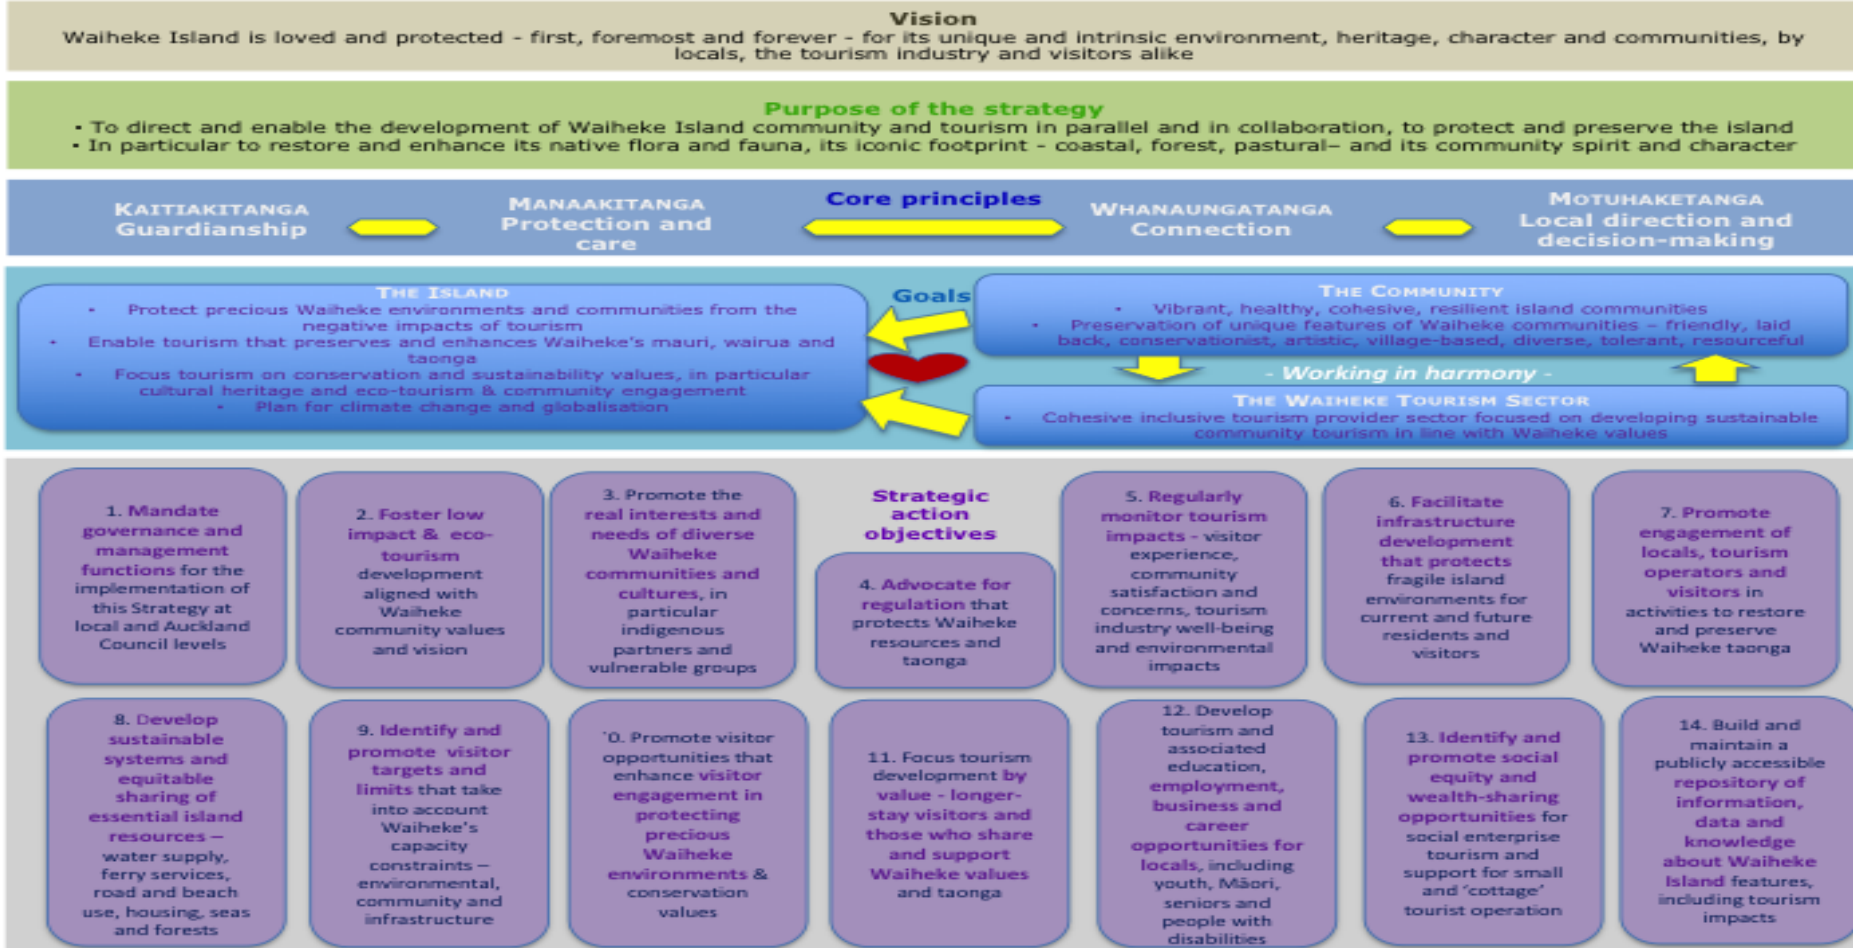 Vision
Waiheke Island is loved and protected - first, foremost and forever - for its unique and intrinsic environment, heritage, character and communities, by
locals, the tourism industry and visitors alike
Purpose of the strategy
• To direct and enable the development of Waiheke Island community and tourism in parallel and in collaboration, to protect and preserve the island
• In particular to restore and enhance its native flora and fauna, its iconic footprint - coastal, forest, pastural– and its community spirit and character
Core principles
KAITIAKITANGA
Guardianship
MANAAKITANGA
Protection and
care
WHANAUNGATANGA
Connection
MOTUHAKETANGA
Local direction and
decision-making
Goals
THE ISLAND
• Protect precious Waiheke environments and communities from the
negative impacts of tourism
• Enable tourism that preserves and enhances Waiheke's mauri, wairua and
taonga
• Focus tourism on conservation and sustainability values, in particular
cultural heritage and eco-tourism & community engagement
• Plan for climate change and globalisation
THE COMMUNITY
• Vibrant, healthy, cohesive, resilient island communities
• Preservation of unique features of Waiheke communities – friendly, laid
back, conservationist, artistic, village-based, diverse, tolerant, resourceful
- Working in harmony -
THE WAIHEKE TOURISM SECTOR
• Cohesive inclusive tourism provider sector focused on developing sustainable
community tourism in line with Waiheke values
Strategic
action
objectives
1. Mandate
governance and
management
functions for the
implementation of
this Strategy at
local and Auckland
Council levels
2. Foster low
impact & eco-
tourism
development
aligned with
Waiheke
community values
and vision
3. Promote the
real interests and
needs of diverse
Waiheke
communities and
cultures, in
particular
indigenous
partners and
vulnerable groups
4. Advocate for
regulation that
protects Waiheke
resources and
taonga
5. Regularly
monitor tourism
impacts - visitor
experience,
community
satisfaction and
concerns, tourism
industry well-being
and environmental
impacts
6. Facilitate
infrastructure
development
that protects
fragile island
environments for
current and future
residents and
visitors
7. Promote
engagement of
locals, tourism
operators and
visitors in
activities to restore
and preserve
Waiheke taonga
8. Develop
sustainable
systems and
equitable
sharing of
essential island
resources –
water supply,
ferry services,
road and beach
use, housing, seas
and forests
9. Identify and
promote visitor
targets and
limits that take
into account
Waiheke's
capacity
constraints –
environmental,
community and
infrastructure
'0. Promote visitor
opportunities that
enhance visitor
engagement in
protecting
precious
Waiheke
environments &
conservation
values
11. Focus tourism
development by
value - longer-
stay visitors and
those who share
and support
Waiheke values
and taonga
12. Develop
tourism and
associated
education,
employment,
business and
career
opportunities for
locals, including
youth, Māori,
seniors and
people with
disabilities
13. Identify and
promote social
equity and
wealth-sharing
opportunities for
social enterprise
tourism and
support for small
and 'cottage'
tourist operation
14. Build and
maintain a
publicly accessible
repository of
information,
data and
knowledge
about Waiheke
Island features,
including tourism
impacts